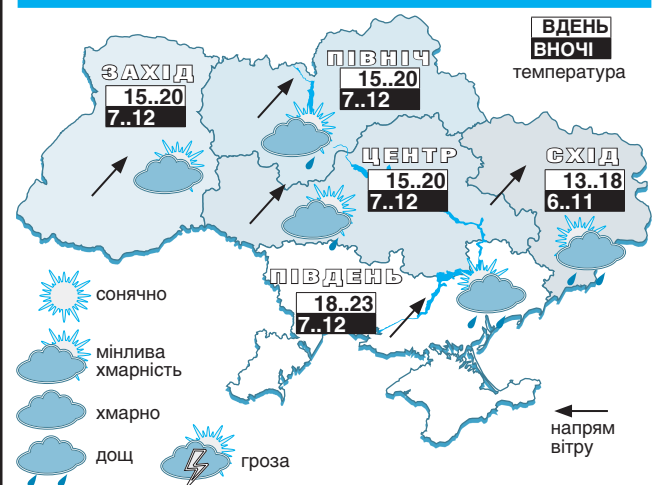 ВДЕНЬ
ВНОЧІ
температура
ПІВНІЧ
15..20
7..12
ЗАХІД
15..20
7..12
ЦЕНТР
15..20
7..12
СХІД
13..18
6..11
ПІВДЕНЬ
18..23
7..12
сонячно
мінлива
хмарність
хмарно
дощ
гроза
напрям
вітру